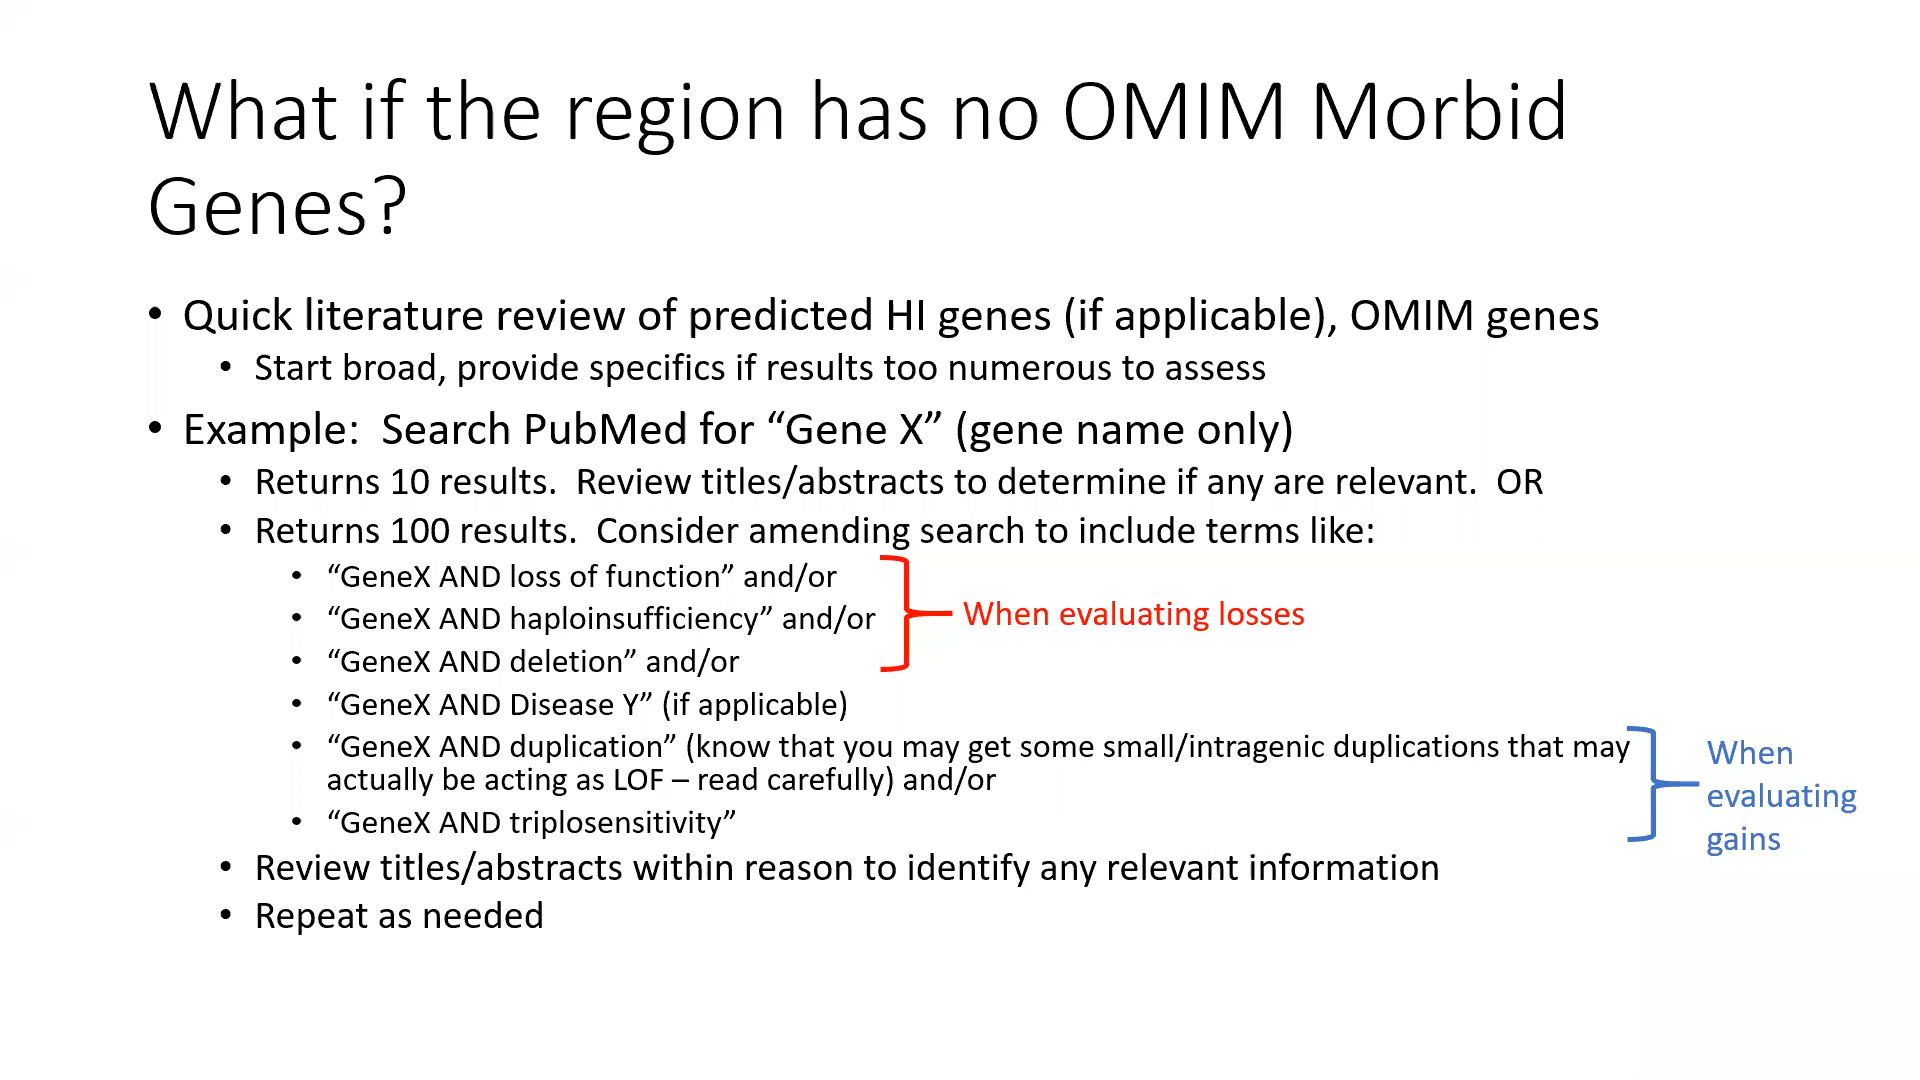 What if the region has no OMIM Morbid
Genes?
• Quick literature review of predicted HI genes (if applicable), OMIM genes
• Start broad, provide specifics if results too numerous to assess
• Example:  Search PubMed for “Gene X” (gene name only)
• Returns 10 results.  Review titles/abstracts to determine if any are relevant.  OR
• Returns 100 results.  Consider amending search to include terms like:
• “GeneX AND loss of function” and/or
• “GeneX AND haploinsufficiency” and/or
When evaluating losses
• “GeneX AND deletion” and/or
• “GeneX AND Disease Y” (if applicable)
• “GeneX AND duplication” (know that you may get some small/intragenic duplications that may
actually be acting as LOF – read carefully) and/or
• “GeneX AND triplosensitivity”
When
evaluating
gains
• Review titles/abstracts within reason to identify any relevant information
• Repeat as needed